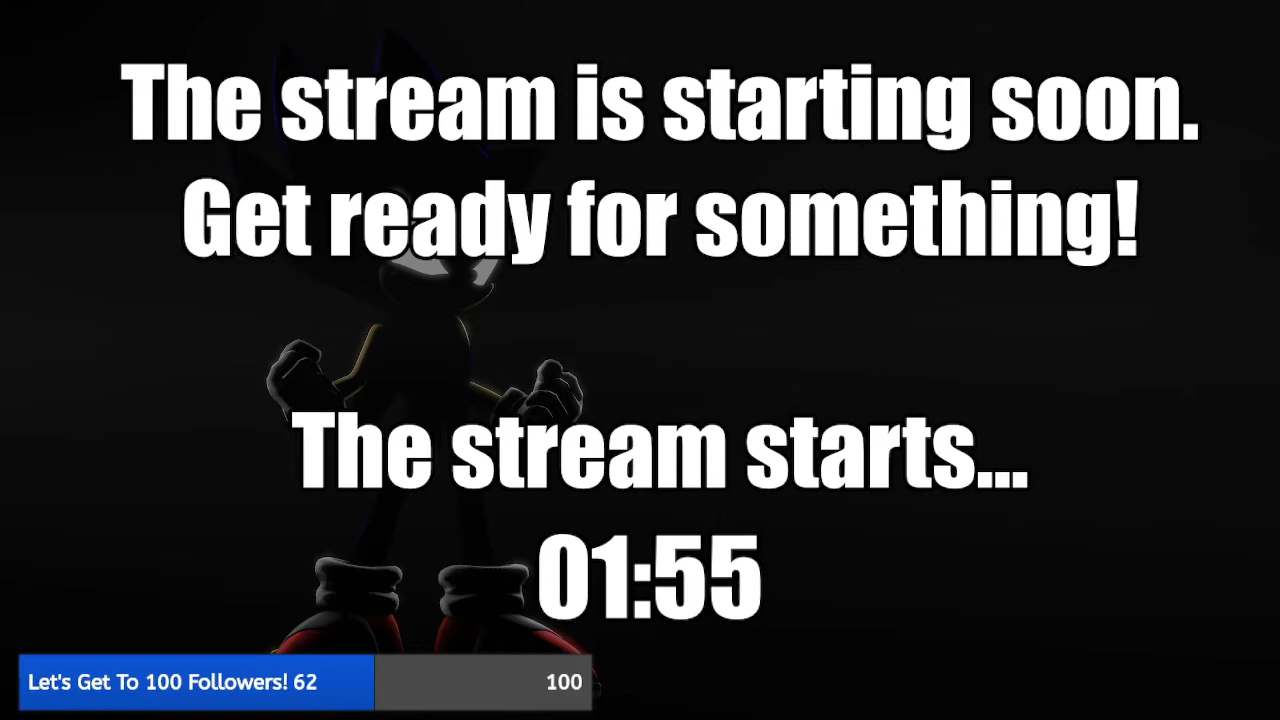 The stream is starting soon.
Get ready for something!
The stream starts...
01:55
Let's Get To 100 Followers! 62 100